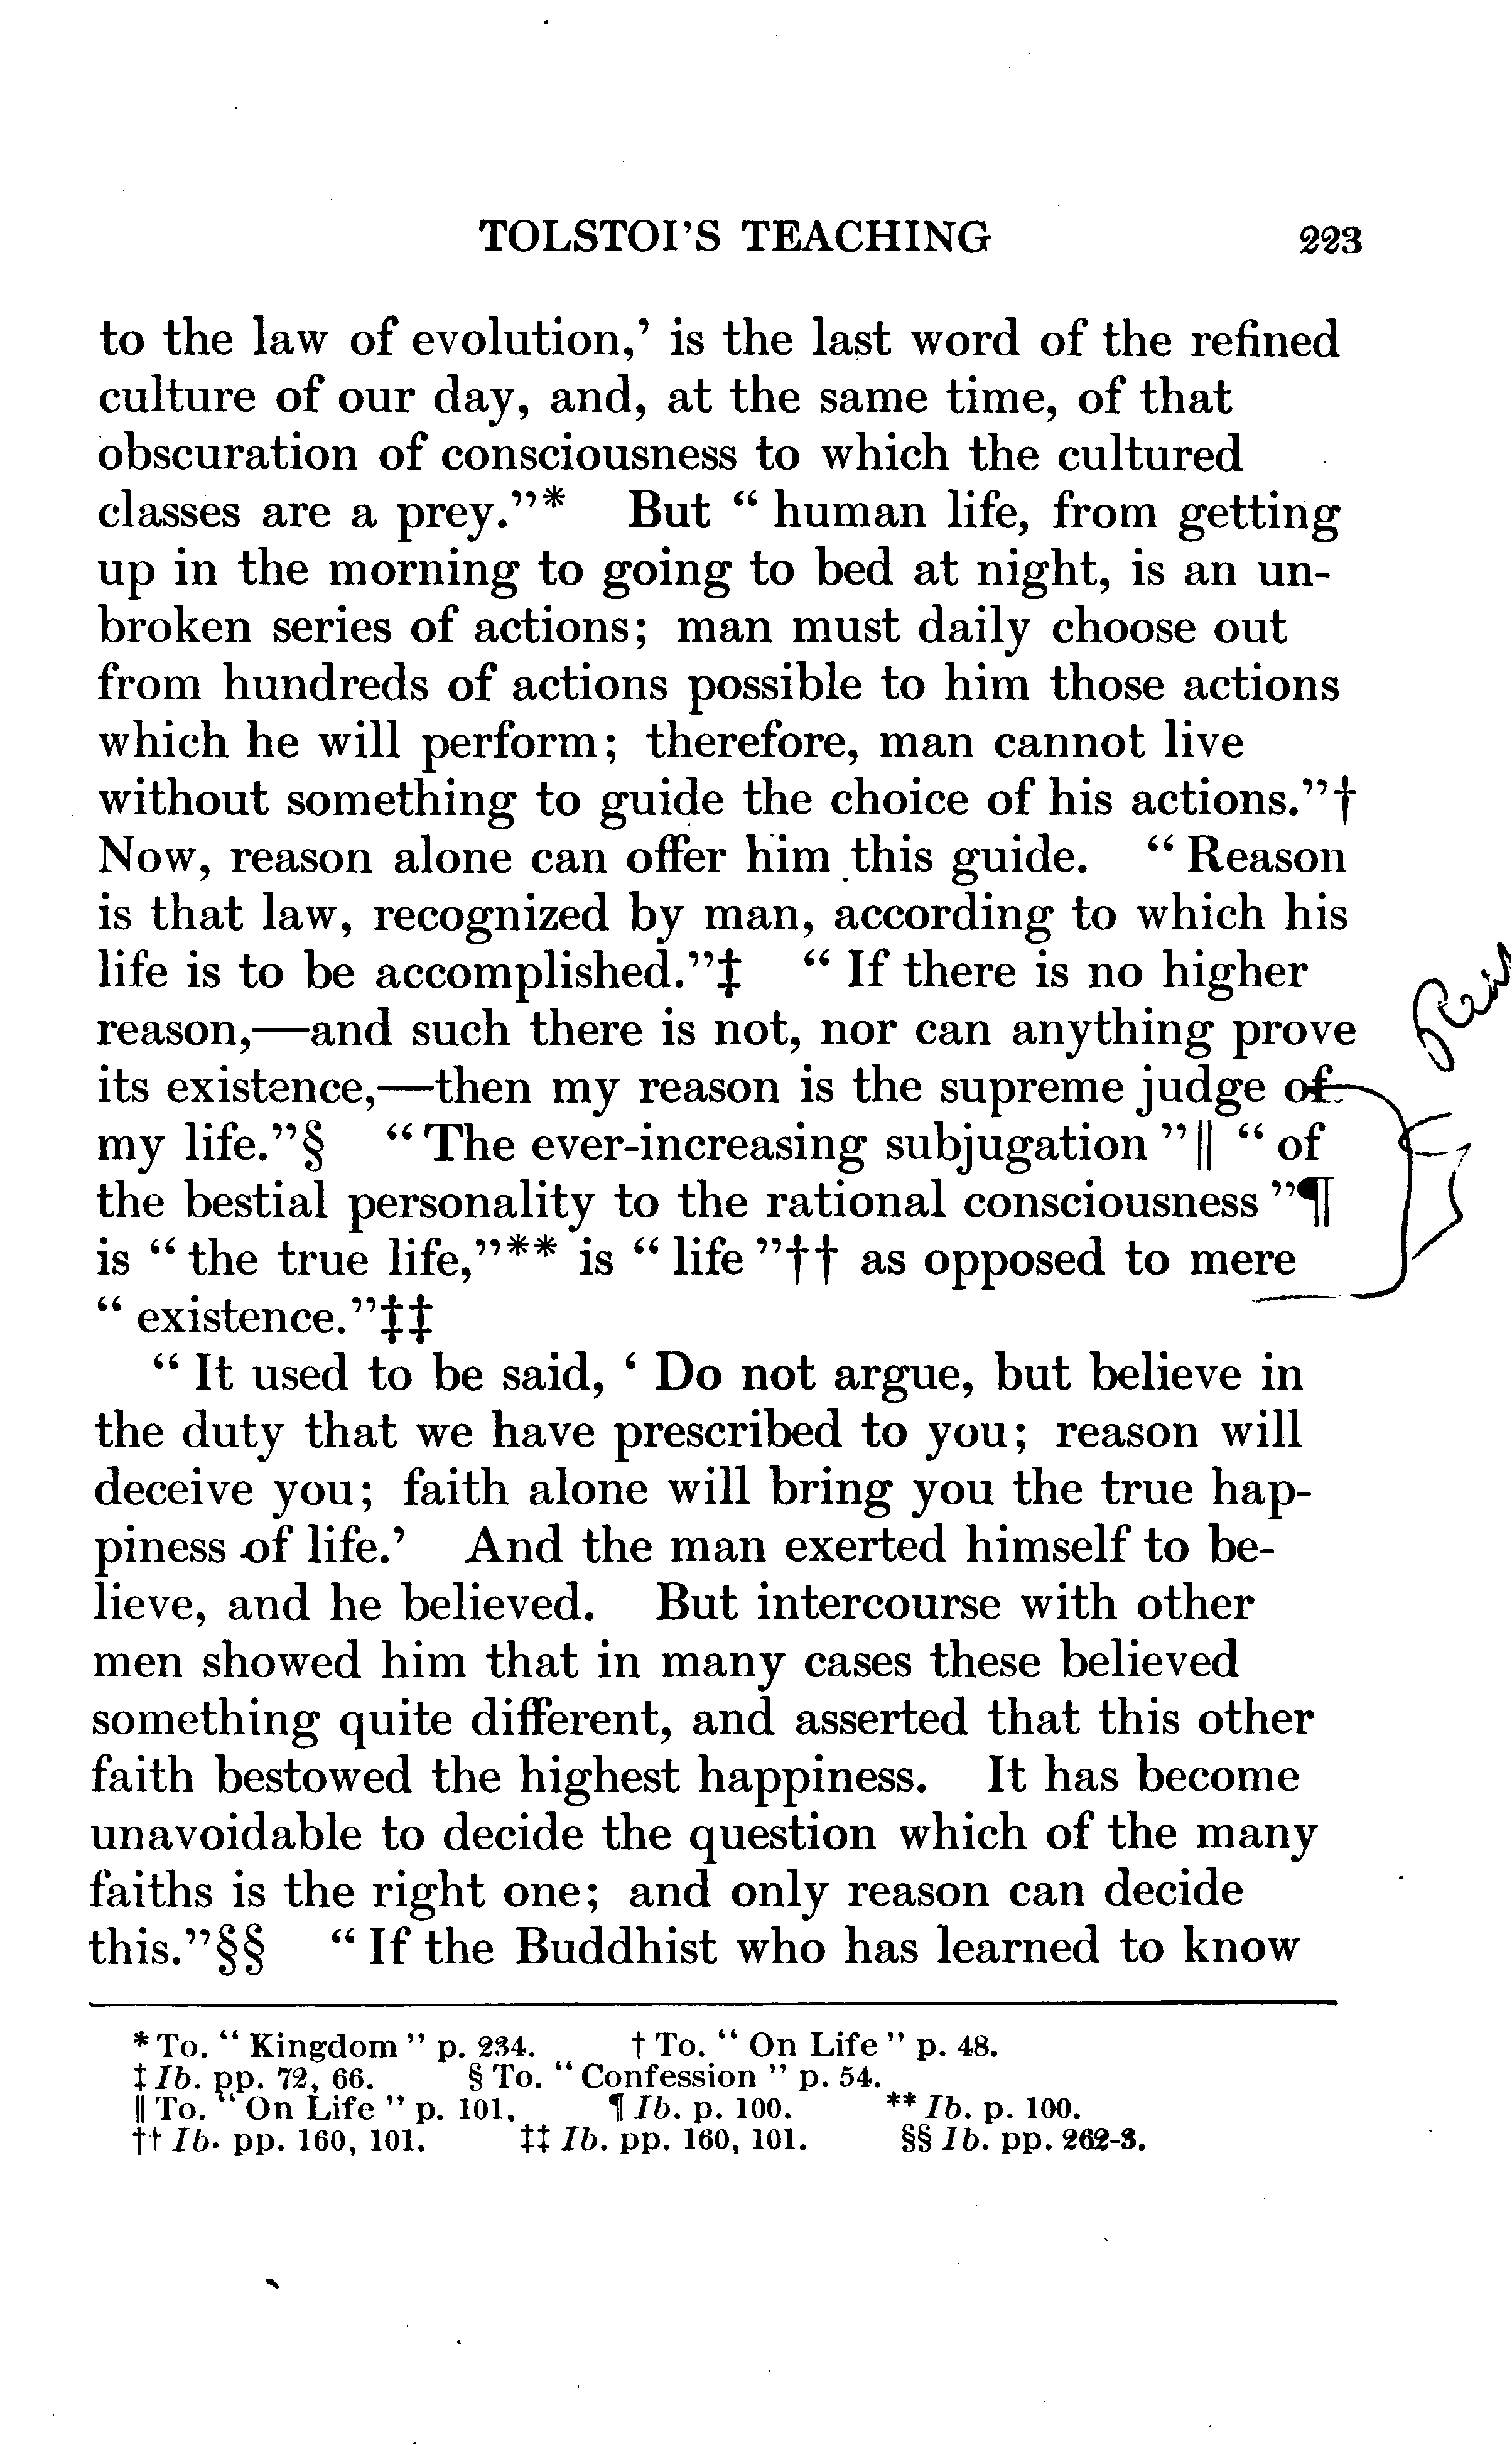 TOLSTOI'S TEACHING 223
to the law of evolution,' is the last word of the refined
culture of our day, and, at the same time, of that
obscuration of consciousness to which the cultured
classes are a prey."* But " human life, from getting
up in the morning to going to bed at night, is an un-
broken series of actions; man must daily choose out
from hundreds of actions possible to him those actions
which he will perform; therefore, man cannot live
without something to guide the choice of his actions."†
Now, reason alone can offer him this guide. " Reason
is that law, recognized by man, according to which his
life is to be accomplished."‡ " If there is no higher
reason,—and such there is not, nor can anything prove
its existence,—then my reason is the supreme judge of
my life."§ " The ever-increasing subjugation "‖ " of
the bestial personality to the rational consciousness "¶
is " the true life,"** is " life "†† as opposed to mere
" existence."‡‡
" It used to be said, ' Do not argue, but believe in
the duty that we have prescribed to you; reason will
deceive you; faith alone will bring you the true hap-
piness of life.' And the man exerted himself to be-
lieve, and he believed. But intercourse with other
men showed him that in many cases these believed
something quite different, and asserted that this other
faith bestowed the highest happiness. It has become
unavoidable to decide the question which of the many
faiths is the right one; and only reason can decide
this."§§ " If the Buddhist who has learned to know
* To. " Kingdom " p. 234. † To. " On Life " p. 48.
‡ Ib. pp. 72, 66. § To. " Confession " p. 54.
‖ To. " On Life " p. 101. ¶ Ib. p. 100. ** Ib. p. 100.
†† Ib. pp. 160, 101. ‡‡ Ib. pp. 160, 101. §§ Ib. pp. 262-3.